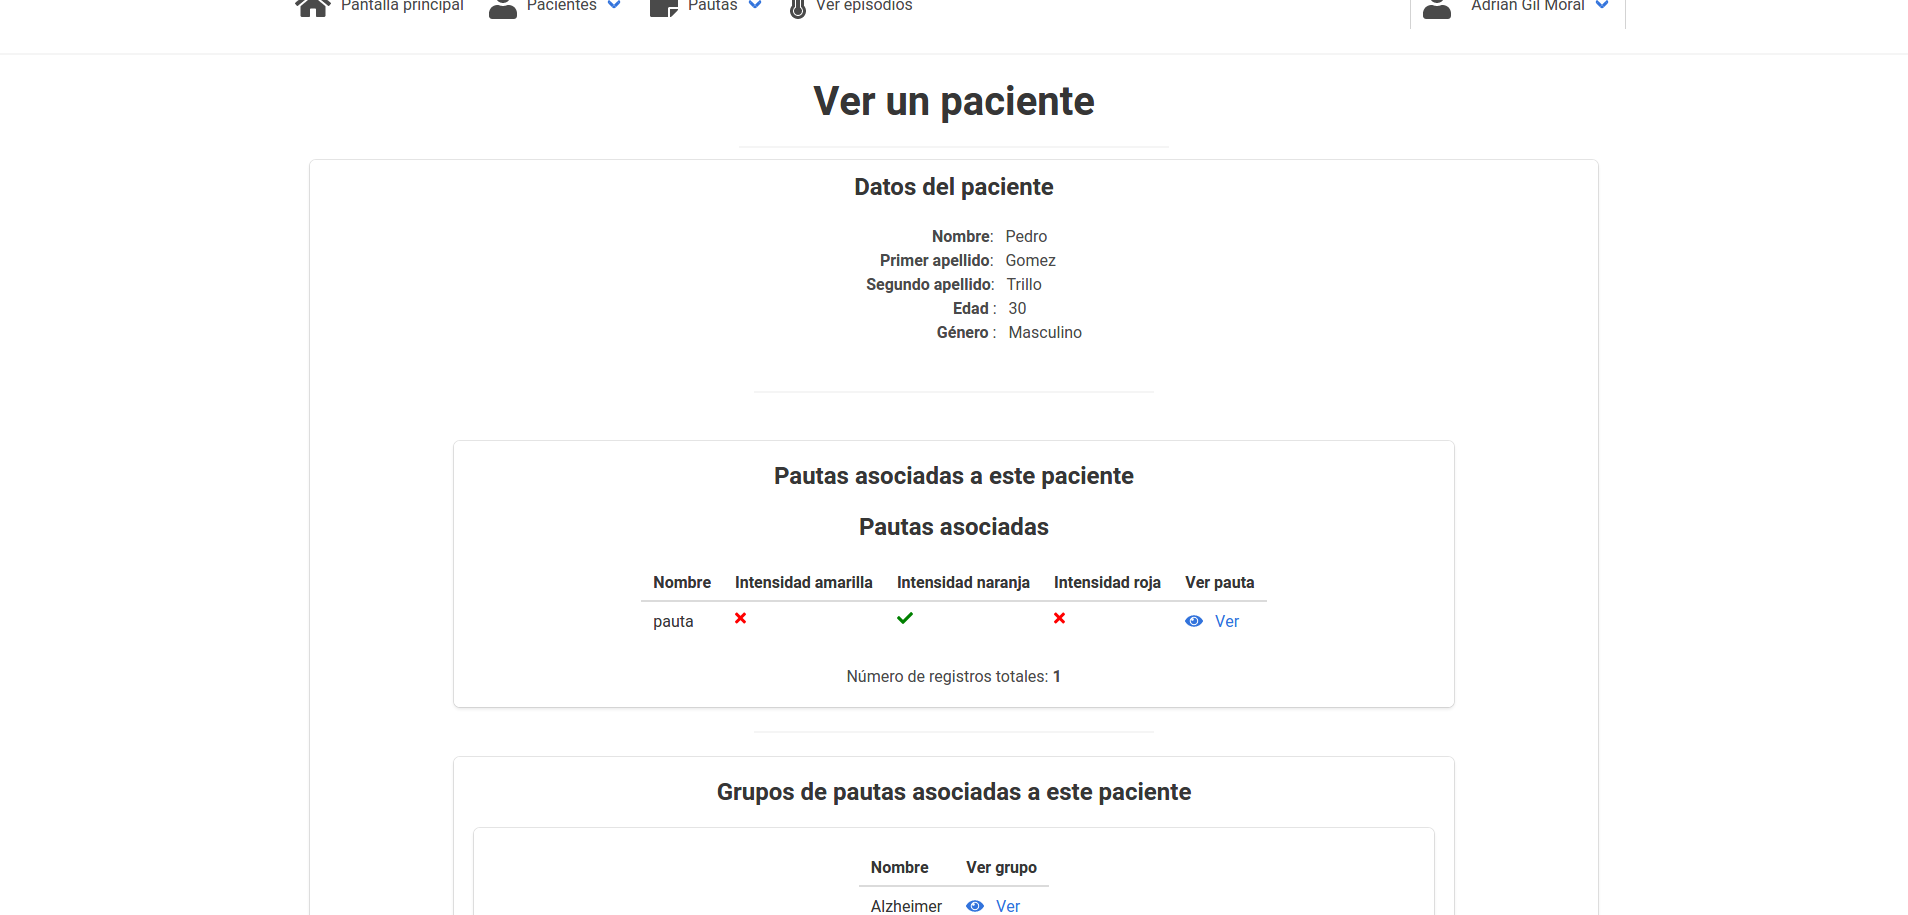 Pantalla principal Pacientes Pautas Ver episodios Adrián Gil Moral
Ver un paciente
Datos del paciente
Nombre: Pedro
Primer apellido: Gomez
Segundo apellido: Trillo
Edad : 30
Género : Masculino
Pautas asociadas a este paciente
Pautas asociadas
Nombre Intensidad amarilla Intensidad naranja Intensidad roja Ver pauta
pauta Ver
Número de registros totales: 1
Grupos de pautas asociadas a este paciente
Nombre Ver grupo
Alzheimer Ver